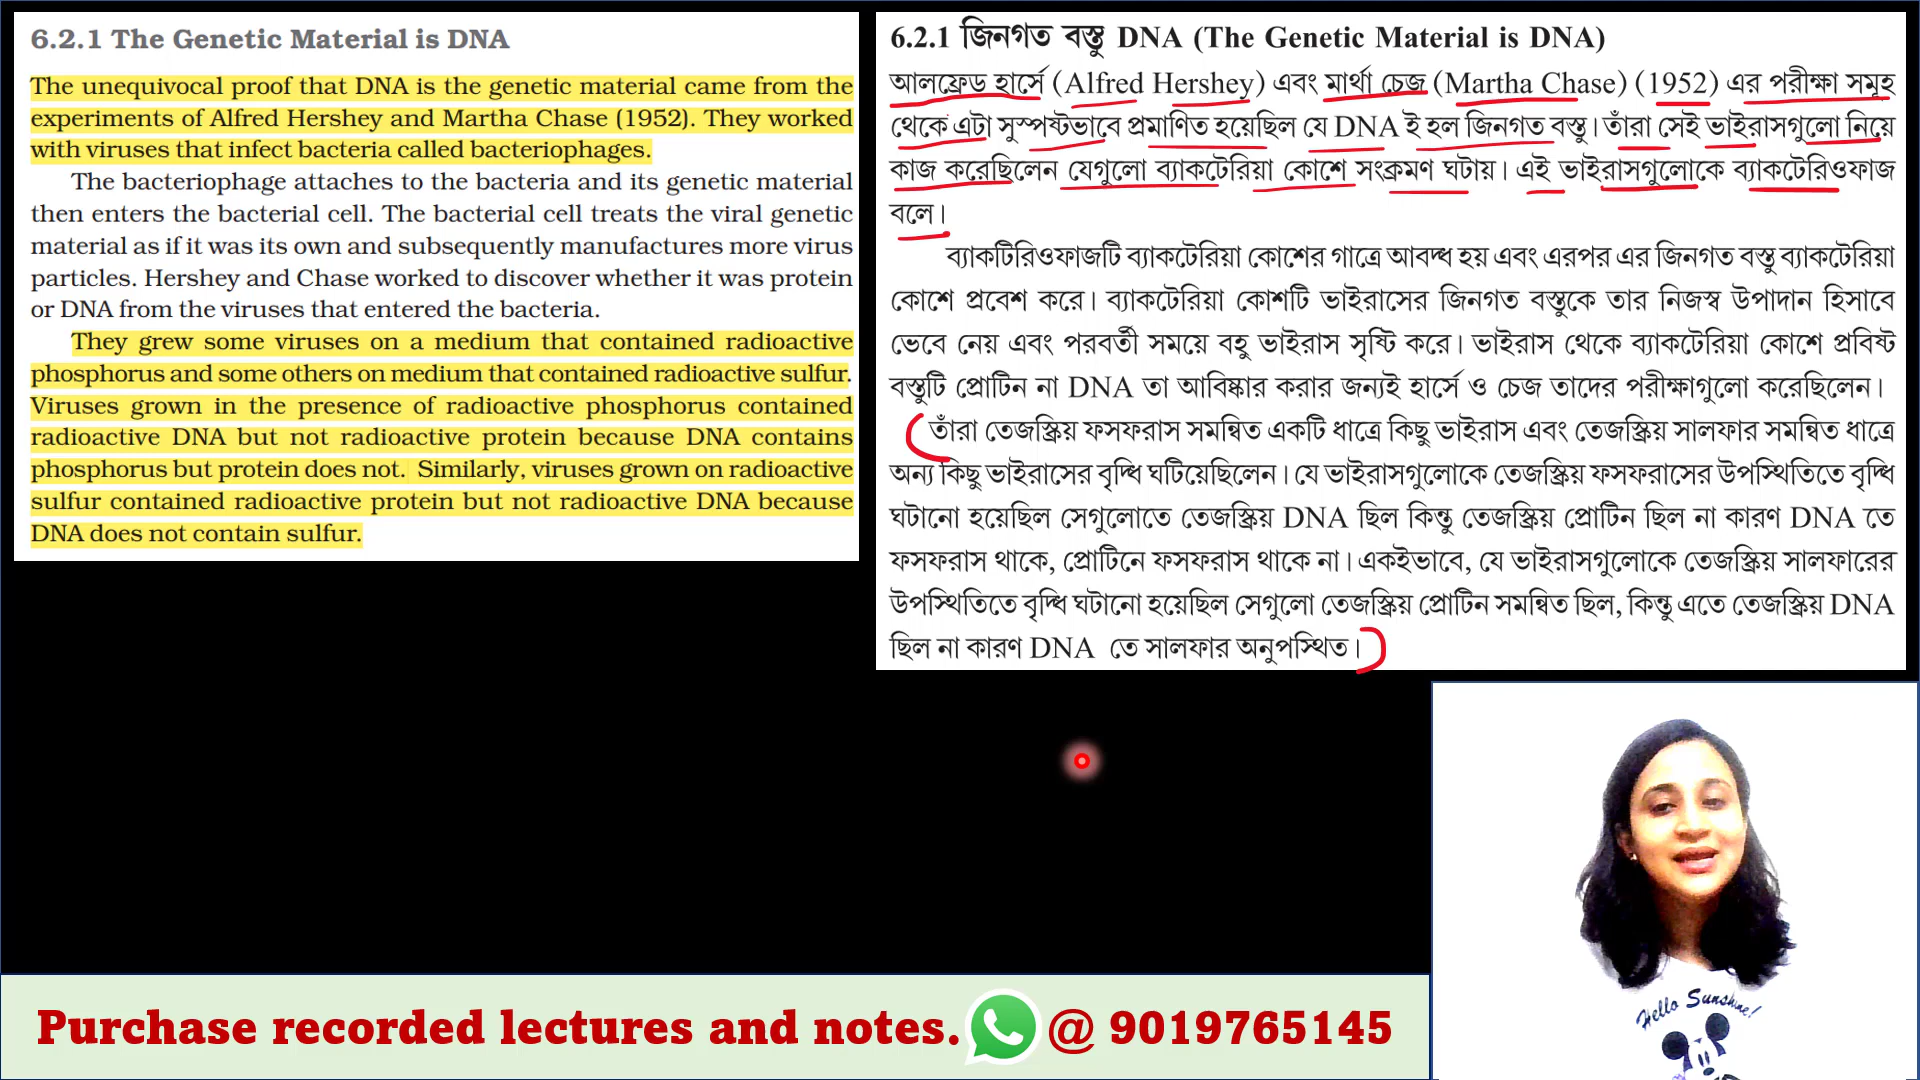 6.2.1 The Genetic Material is DNA
The unequivocal proof that DNA is the genetic material came from the
experiments of Alfred Hershey and Martha Chase (1952). They worked
with viruses that infect bacteria called bacteriophages.
The bacteriophage attaches to the bacteria and its genetic material
then enters the bacterial cell. The bacterial cell treats the viral genetic
material as if it was its own and subsequently manufactures more virus
particles. Hershey and Chase worked to discover whether it was protein
or DNA from the viruses that entered the bacteria.
They grew some viruses on a medium that contained radioactive
phosphorus and some others on medium that contained radioactive sulfur.
Viruses grown in the presence of radioactive phosphorus contained
radioactive DNA but not radioactive protein because DNA contains
phosphorus but protein does not. Similarly, viruses grown on radioactive
sulfur contained radioactive protein but not radioactive DNA because
DNA does not contain sulfur.
6.2.1 জিনগত বস্তু DNA (The Genetic Material is DNA)
আলফ্রেড হার্সে (Alfred Hershey) এবং মার্থা চেজ (Martha Chase) (1952) এর পরীক্ষা সমূহ
থেকে এটা সুস্পষ্টভাবে প্রমাণিত হয়েছিল যে DNA ই হল জিনগত বস্তু। তাঁরা সেই ভাইরাসগুলো নিয়ে
কাজ করেছিলেন যেগুলো ব্যাকটেরিয়া কোশে সংক্রমণ ঘটায়। এই ভাইরাসগুলোকে ব্যাকটেরিওফাজ
বলে।
ব্যাকটিরিওফাজটি ব্যাকটেরিয়া কোশের গাত্রে আবদ্ধ হয় এবং এরপর এর জিনগত বস্তু ব্যাকটেরিয়া
কোশে প্রবেশ করে। ব্যাকটেরিয়া কোশটি ভাইরাসের জিনগত বস্তুকে তার নিজস্ব উপাদান হিসাবে
ভেবে নেয় এবং পরবর্তী সময়ে বহু ভাইরাস সৃষ্টি করে। ভাইরাস থেকে ব্যাকটেরিয়া কোশে প্রবিষ্ট
বস্তুটি প্রোটিন না DNA তা আবিষ্কার করার জন্যই হার্সে ও চেজ তাদের পরীক্ষাগুলো করেছিলেন।
তাঁরা তেজস্ক্রিয় ফসফরাস সমন্বিত একটি ধাত্রে কিছু ভাইরাস এবং তেজস্ক্রিয় সালফার সমন্বিত ধাত্রে
অন্য কিছু ভাইরাসের বৃদ্ধি ঘটিয়েছিলেন। যে ভাইরাসগুলোকে তেজস্ক্রিয় ফসফরাসের উপস্থিতিতে বৃদ্ধি
ঘটানো হয়েছিল সেগুলোতে তেজস্ক্রিয় DNA ছিল কিন্তু তেজস্ক্রিয় প্রোটিন ছিল না কারণ DNA তে
ফসফরাস থাকে, প্রোটিনে ফসফরাস থাকে না। একইভাবে, যে ভাইরাসগুলোকে তেজস্ক্রিয় সালফারের
উপস্থিতিতে বৃদ্ধি ঘটানো হয়েছিল সেগুলো তেজস্ক্রিয় প্রোটিন সমন্বিত ছিল, কিন্তু এতে তেজস্ক্রিয় DNA
ছিল না কারণ DNA তে সালফার অনুপস্থিত।
Hello Sunshine!
Purchase recorded lectures and notes. @ 9019765145